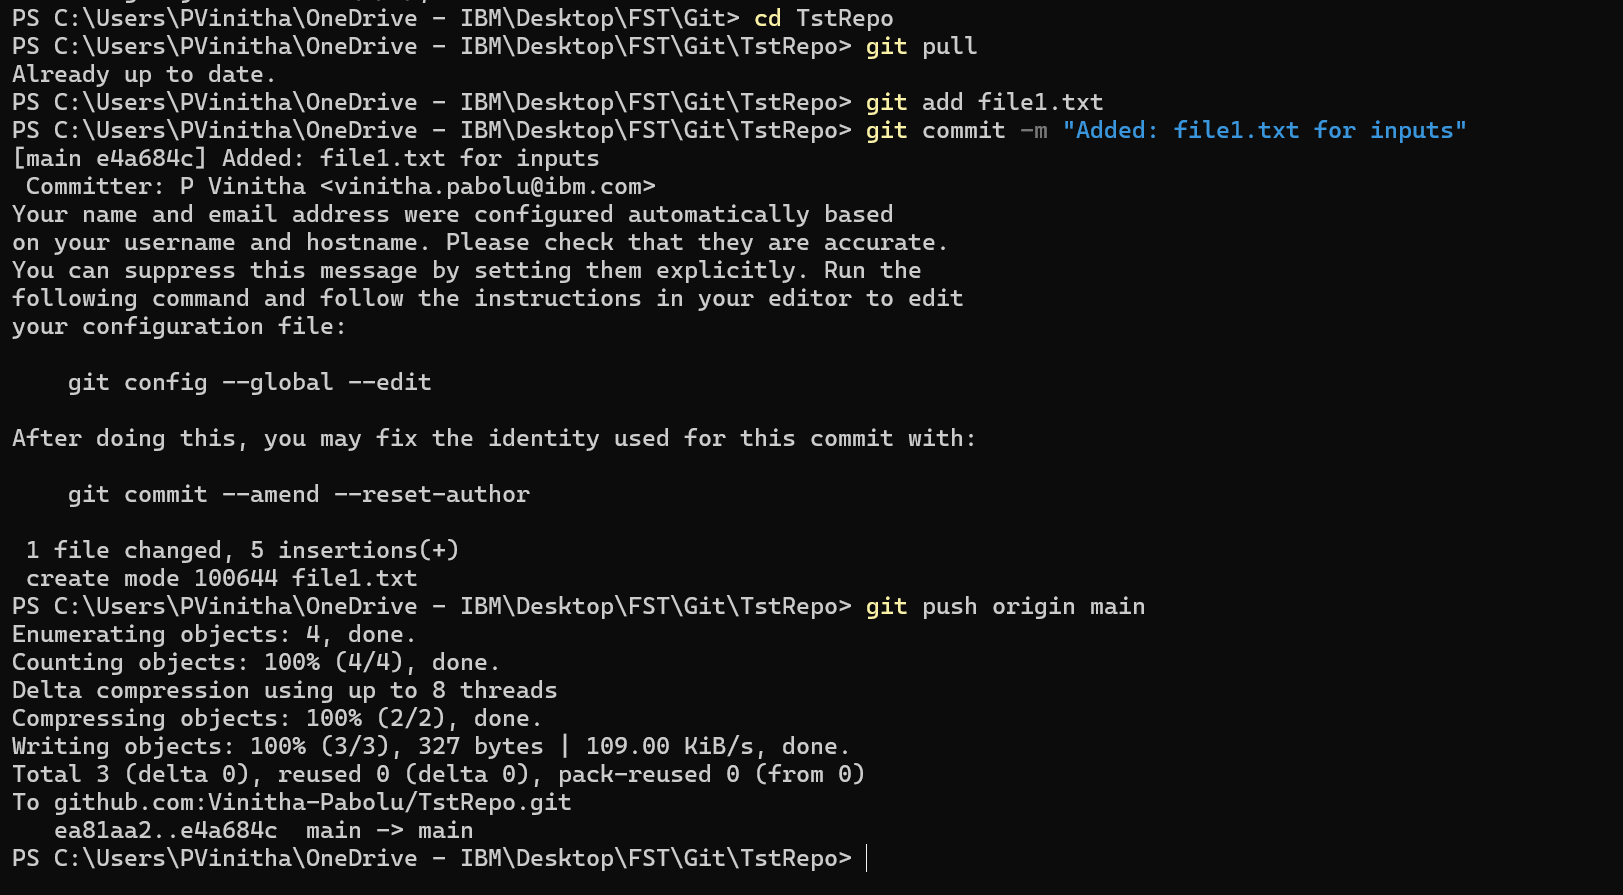 PS C:\Users\PVinitha\OneDrive - IBM\Desktop\FST\Git> cd TstRepo
PS C:\Users\PVinitha\OneDrive - IBM\Desktop\FST\Git\TstRepo> git pull
Already up to date.
PS C:\Users\PVinitha\OneDrive - IBM\Desktop\FST\Git\TstRepo> git add file1.txt
PS C:\Users\PVinitha\OneDrive - IBM\Desktop\FST\Git\TstRepo> git commit -m "Added: file1.txt for inputs"
[main e4a684c] Added: file1.txt for inputs
 Committer: P Vinitha <vinitha.pabolu@ibm.com>
Your name and email address were configured automatically based
on your username and hostname. Please check that they are accurate.
You can suppress this message by setting them explicitly. Run the
following command and follow the instructions in your editor to edit
your configuration file:

    git config --global --edit

After doing this, you may fix the identity used for this commit with:

    git commit --amend --reset-author

 1 file changed, 5 insertions(+)
 create mode 100644 file1.txt
PS C:\Users\PVinitha\OneDrive - IBM\Desktop\FST\Git\TstRepo> git push origin main
Enumerating objects: 4, done.
Counting objects: 100% (4/4), done.
Delta compression using up to 8 threads
Compressing objects: 100% (2/2), done.
Writing objects: 100% (3/3), 327 bytes | 109.00 KiB/s, done.
Total 3 (delta 0), reused 0 (delta 0), pack-reused 0 (from 0)
To github.com:Vinitha-Pabolu/TstRepo.git
   ea81aa2..e4a684c  main -> main
PS C:\Users\PVinitha\OneDrive - IBM\Desktop\FST\Git\TstRepo>